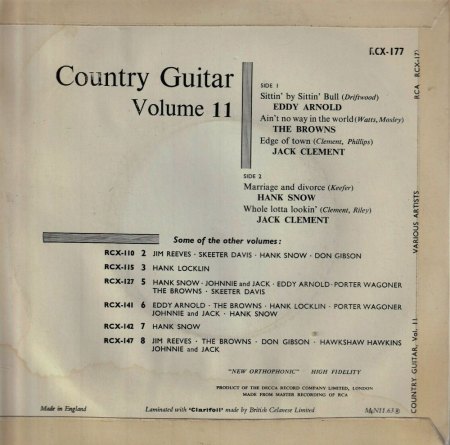 RCX-177
Country Guitar
Volume 11
SIDE 1
Sittin' by Sittin' Bull (Driftwood)
EDDY ARNOLD
Ain't no way in the world (Watts, Mosley)
THE BROWNS
Edge of town (Clement, Phillips)
JACK CLEMENT
SIDE 2
Marriage and divorce (Keefer)
HANK SNOW
Whole lotta lookin' (Clement, Riley)
JACK CLEMENT
Some of the other volumes:
RCX-110 2 JIM REEVES · SKEETER DAVIS · HANK SNOW · DON GIBSON
RCX-115 3 HANK LOCKLIN
RCX-127 5 HANK SNOW · JOHNNIE and JACK · EDDY ARNOLD · PORTER WAGONER
THE BROWNS · SKEETER DAVIS
RCX-141 6 EDDY ARNOLD · THE BROWNS · HANK LOCKLIN · PORTER WAGONER
JOHNNIE and JACK · HANK SNOW
RCX-142 7 HANK SNOW
RCX-147 8 JIM REEVES · THE BROWNS · DON GIBSON · HAWKSHAW HAWKINS
JOHNNIE and JACK
"NEW ORTHOPHONIC" HIGH FIDELITY
PRODUCT OF THE DECCA RECORD COMPANY LIMITED, LONDON
MADE FROM MASTER RECORDING OF RCA
Made in England
Laminated with "Clarifoil" made by British Celanese Limited
COUNTRY GUITAR, Vol. 11 VARIOUS ARTISTS RCA RCX-177